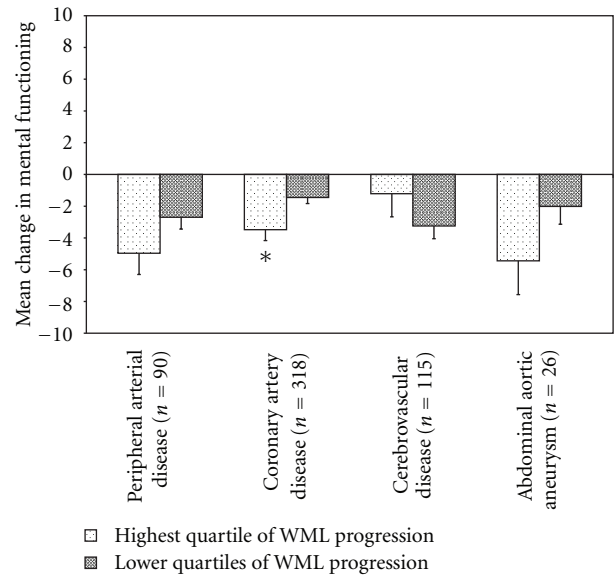 10
8
6
4
2
0
−2
−4
−6
−8
−10
Mean change in mental functioning
*
Peripheral arterial
disease (n = 90)
Coronary artery
disease (n = 318)
Cerebrovascular
disease (n = 115)
Abdominal aortic
aneurysm (n = 26)
Highest quartile of WML progression
Lower quartiles of WML progression